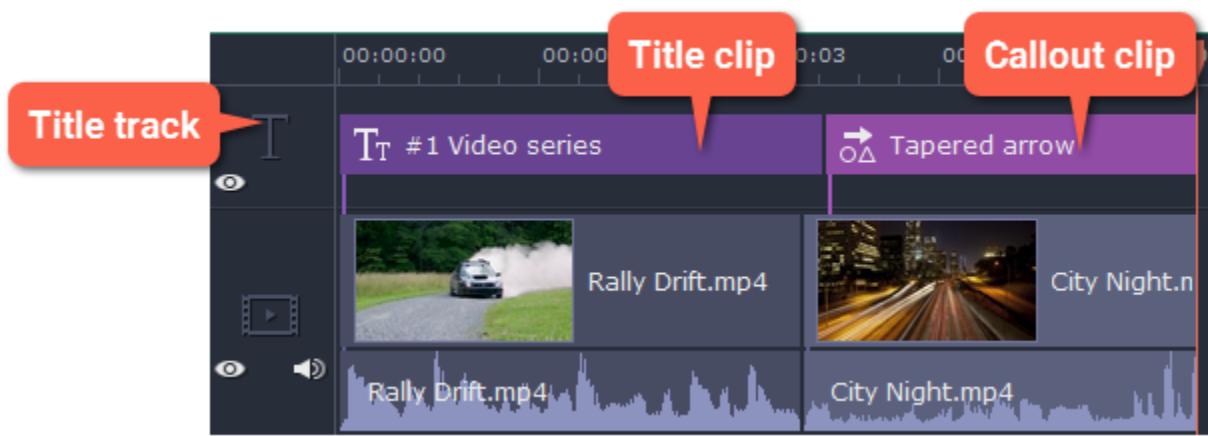 00:00:00
00:00
Title clip
0:03
00
Callout clip
Title track
#1 Video series
Tapered arrow
Rally Drift.mp4
City Night.m
Rally Drift.mp4
City Night.mp4